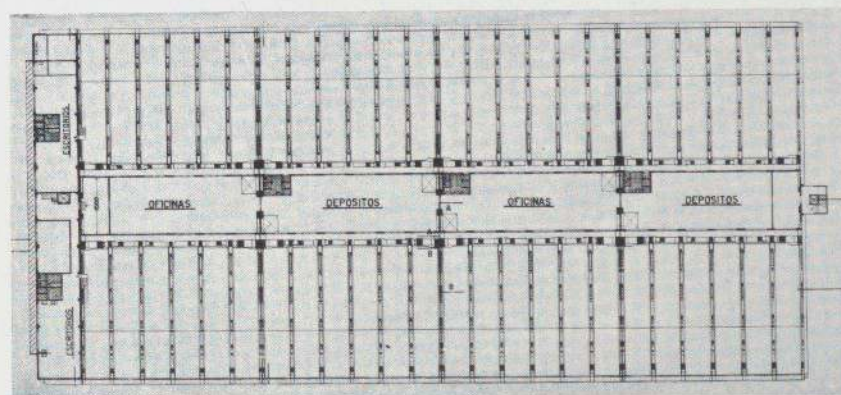 ESCRITORIOS
OFICINAS
DEPOSITOS
OFICINAS
DEPOSITOS
A
A
B
B
ESCRITORIOS